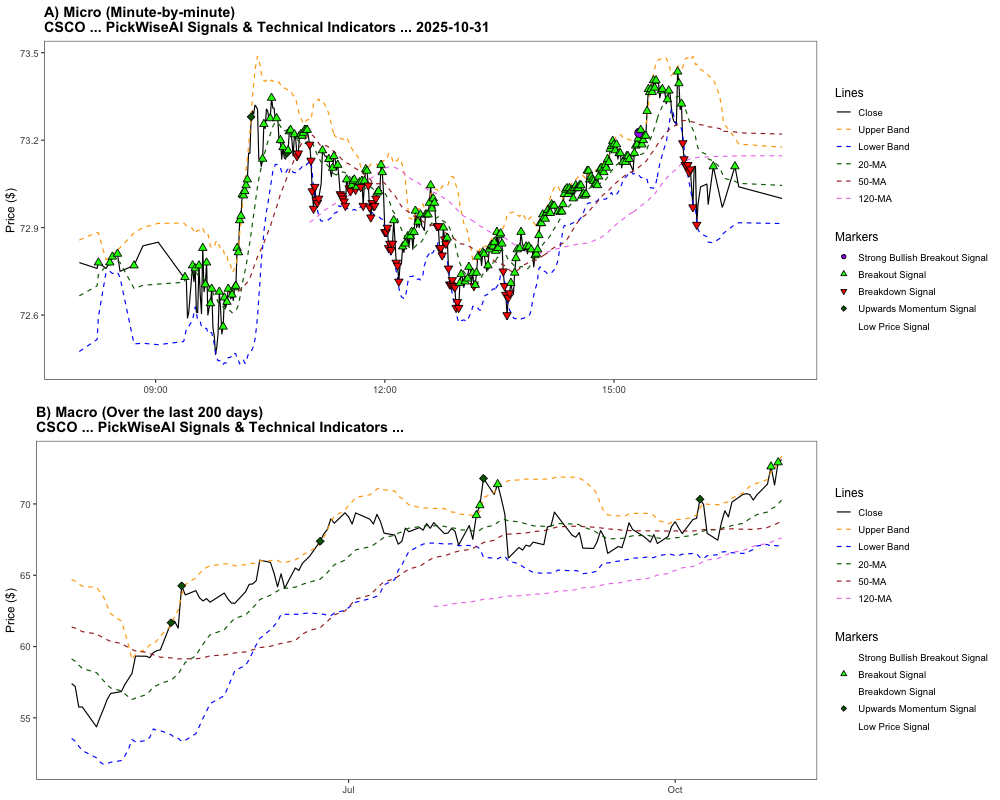 A) Micro (Minute-by-minute)
CSCO ... PickWiseAI Signals & Technical Indicators ... 2025-10-31
Price ($)
73.5
73.2
72.9
72.6
09:00
12:00
15:00
Lines
Close
Upper Band
Lower Band
20-MA
50-MA
120-MA
Markers
Strong Bullish Breakout Signal
Breakout Signal
Breakdown Signal
Upwards Momentum Signal
Low Price Signal
B) Macro (Over the last 200 days)
CSCO ... PickWiseAI Signals & Technical Indicators ...
Price ($)
70
65
60
55
Jul
Oct
Lines
Close
Upper Band
Lower Band
20-MA
50-MA
120-MA
Markers
Strong Bullish Breakout Signal
Breakout Signal
Breakdown Signal
Upwards Momentum Signal
Low Price Signal